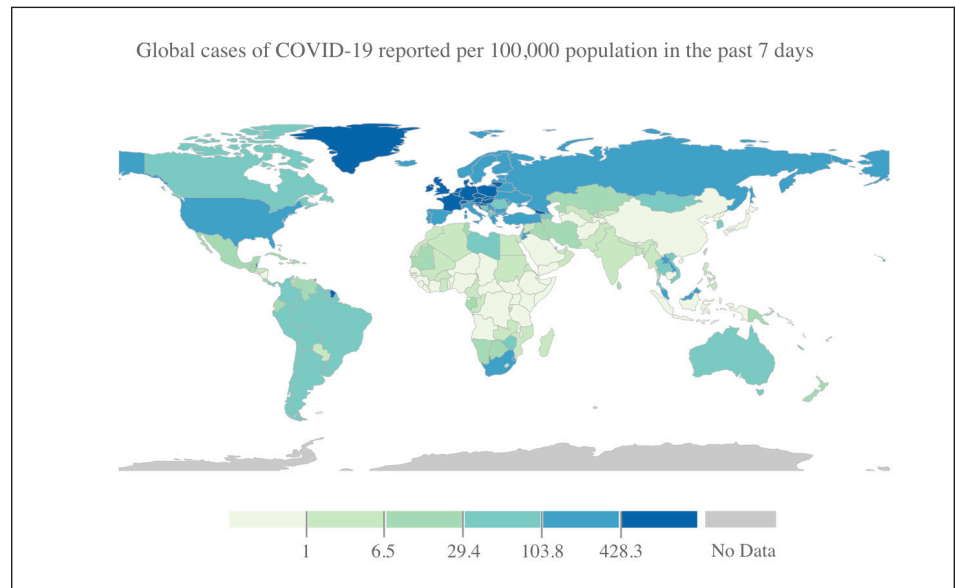 Global cases of COVID-19 reported per 100,000 population in the past 7 days
1 6.5 29.4 103.8 428.3 No Data